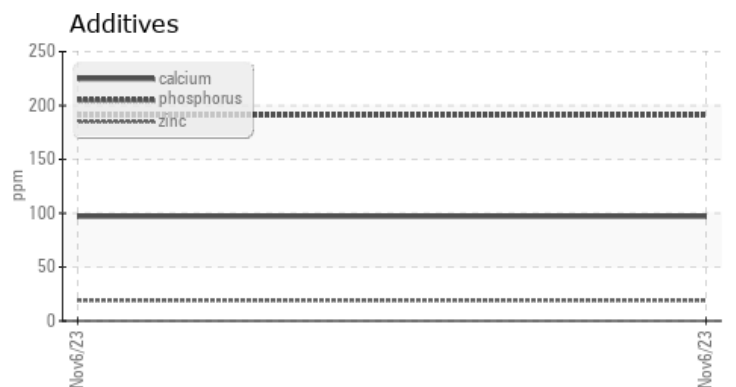 Additives
250
200
150
100
50
0
ppm
calcium
phosphorus
zinc
Nov6/23
Nov6/23